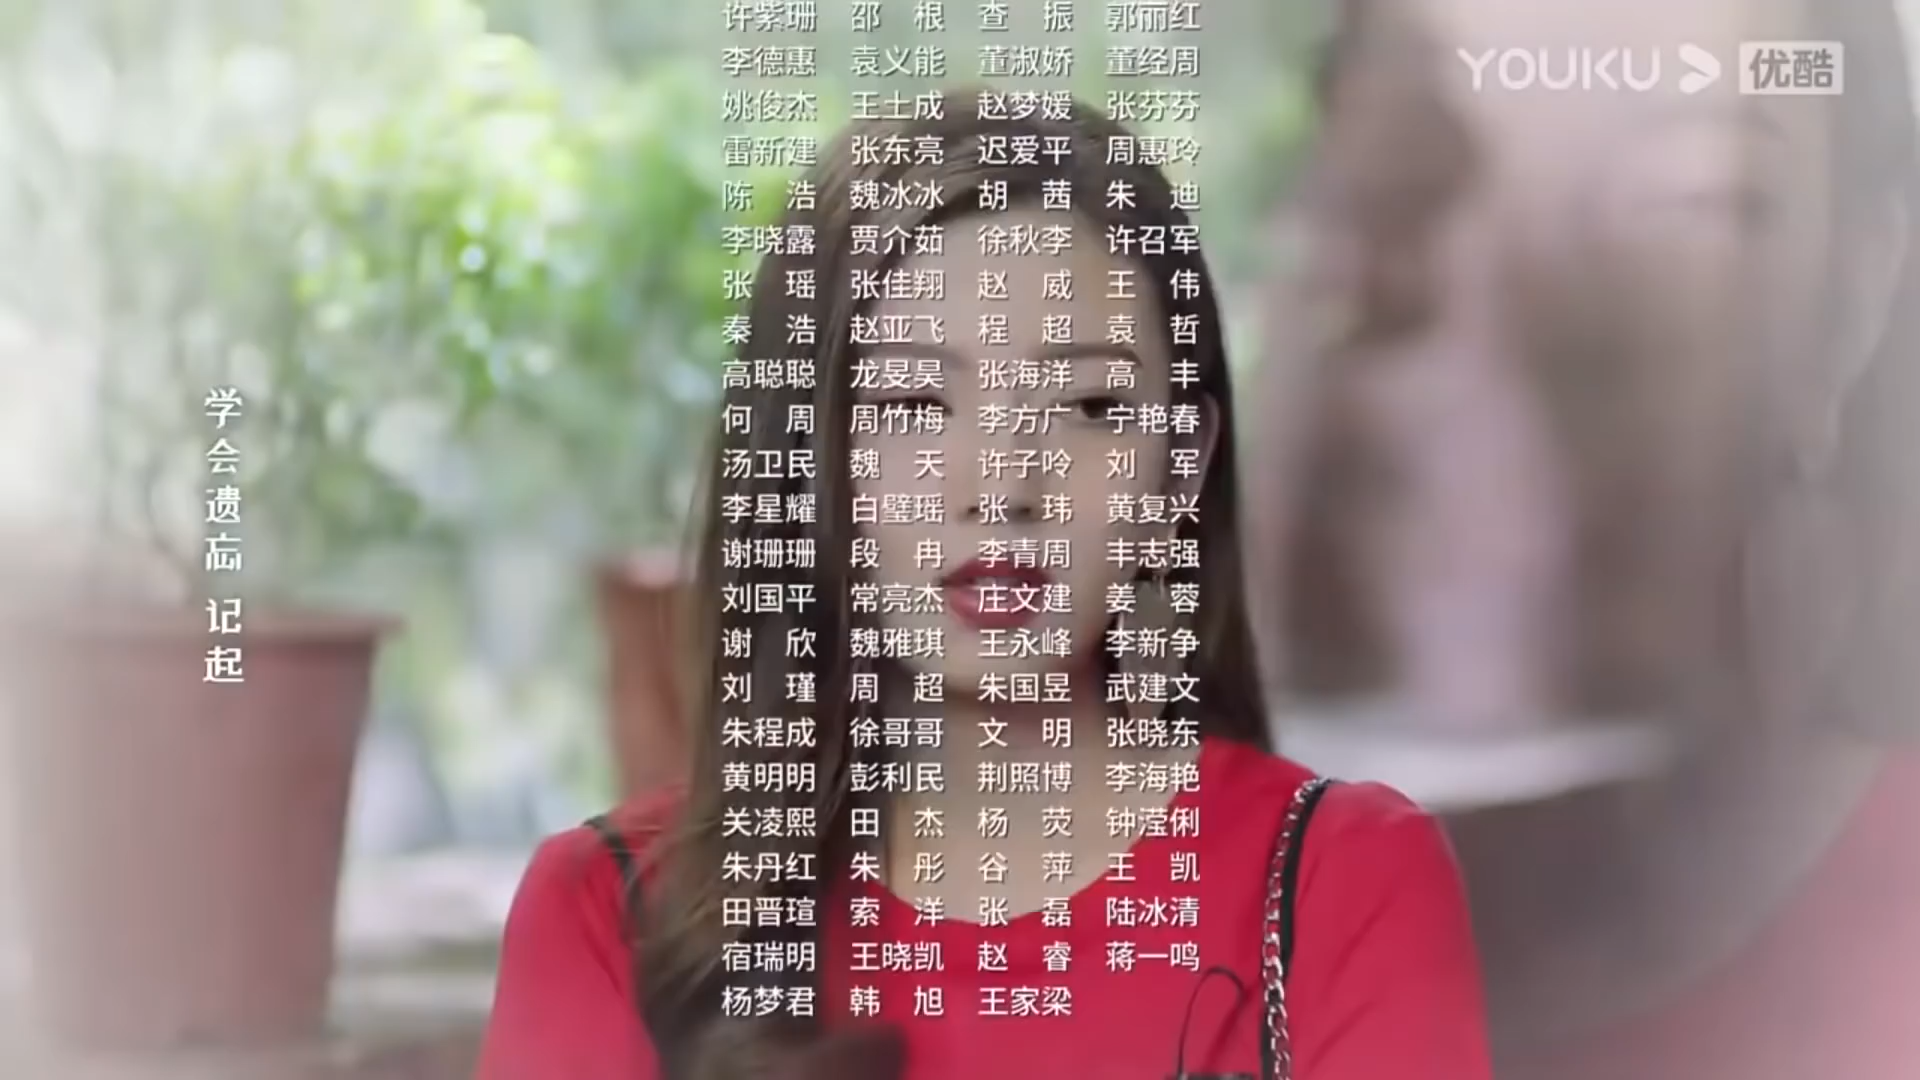 许紫珊 邵根 查振 郭丽红
李德惠 袁义能 董淑娇 董经周
姚俊杰 王土成 赵梦媛 张芬芬
雷新建 张东亮 迟爱平 周惠玲
陈浩 魏冰冰 胡茜 朱迪
李晓露 贾介茹 徐秋李 许召军
张瑶 张佳翔 赵威 王伟
秦浩 赵亚飞 程超 袁哲
高聪聪 龙旻昊 张海洋 高丰
何周 周竹梅 李方广 宁艳春
汤卫民 魏天 许子呤 刘军
李星耀 白璧瑶 张玮 黄复兴
谢珊珊 段冉 李青周 丰志强
刘国平 常亮杰 庄文建 姜蓉
谢欣 魏雅琪 王永峰 李新争
刘瑾 周超 朱国昱 武建文
朱程成 徐哥哥 文明 张晓东
黄明明 彭利民 荆照博 李海艳
关凌熙 田杰 杨荧 钟滢俐
朱丹红 朱彤 谷萍 王凯
田晋瑄 索洋 张磊 陆冰清
宿瑞明 王晓凯 赵睿 蒋一鸣
杨梦君 韩旭 王家梁
学会遗忘 记起
YOUKU 优酷